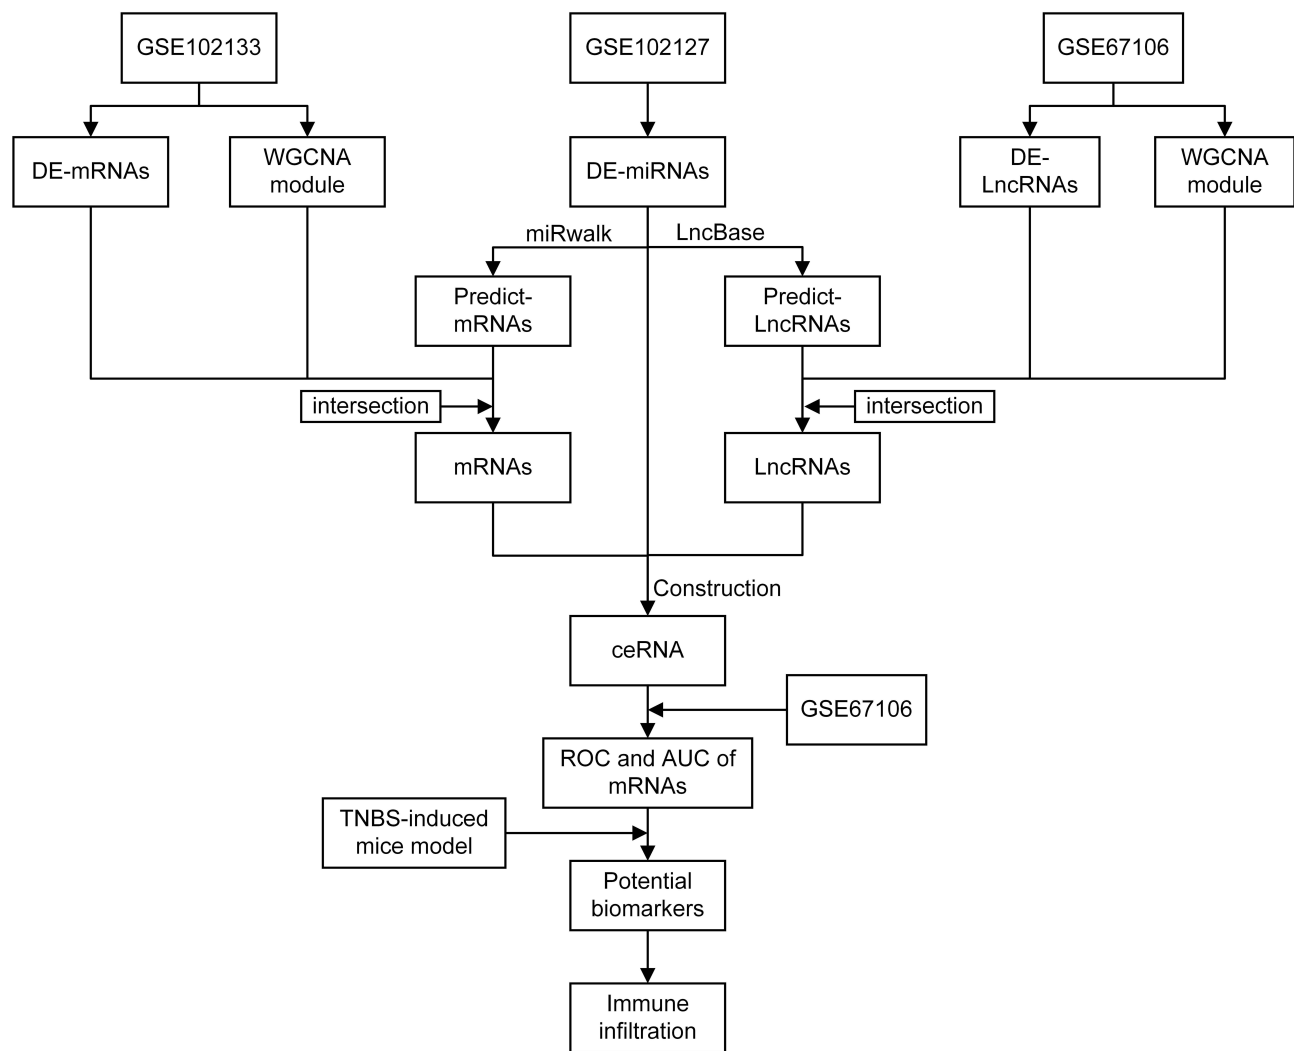 GSE102133
GSE102127
GSE67106
DE-mRNAs
WGCNA
module
DE-miRNAs
DE-
LncRNAs
WGCNA
module
miRwalk
LncBase
Predict-
mRNAs
Predict-
LncRNAs
intersection
intersection
mRNAs
LncRNAs
Construction
ceRNA
GSE67106
ROC and AUC of
mRNAs
TNBS-induced
mice model
Potential
biomarkers
Immune
infiltration